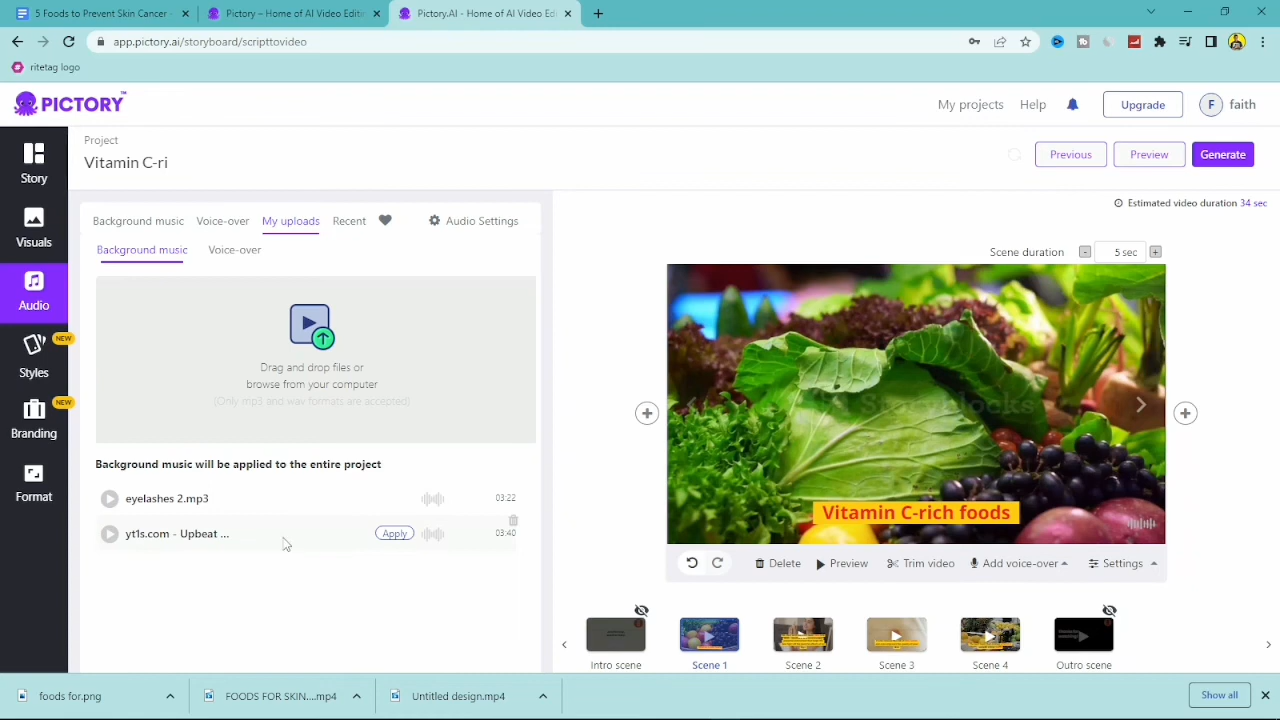 5 Foods to Prevent Skin Cancer -
Pictory – Home of AI Video Edit
Pictory.AI - Home of AI Video Edi
app.pictory.ai/storyboard/scripttovideo
ritetag logo
PICTORY™
My projects
Help
Upgrade
F
faith
Project
Vitamin C-ri
Previous
Preview
Generate
Story
Visuals
Audio
NEW
Styles
NEW
Branding
Format
Background music
Voice-over
My uploads
Recent
Audio Settings
Background music
Voice-over
Drag and drop files or
browse from your computer
(Only mp3 and wav formats are accepted)
Background music will be applied to the entire project
eyelashes 2.mp3
03:22
yt1s.com - Upbeat ...
Apply
03:40
Estimated video duration 34 sec
Scene duration
-
5 sec
+
Vitamin C-rich foods
Delete
Preview
Trim video
Add voice-over
Settings
Intro scene
Scene 1
Scene 2
Scene 3
Scene 4
Outro scene
foods for.png
FOODS FOR SKIN....mp4
Untitled design.mp4
Show all